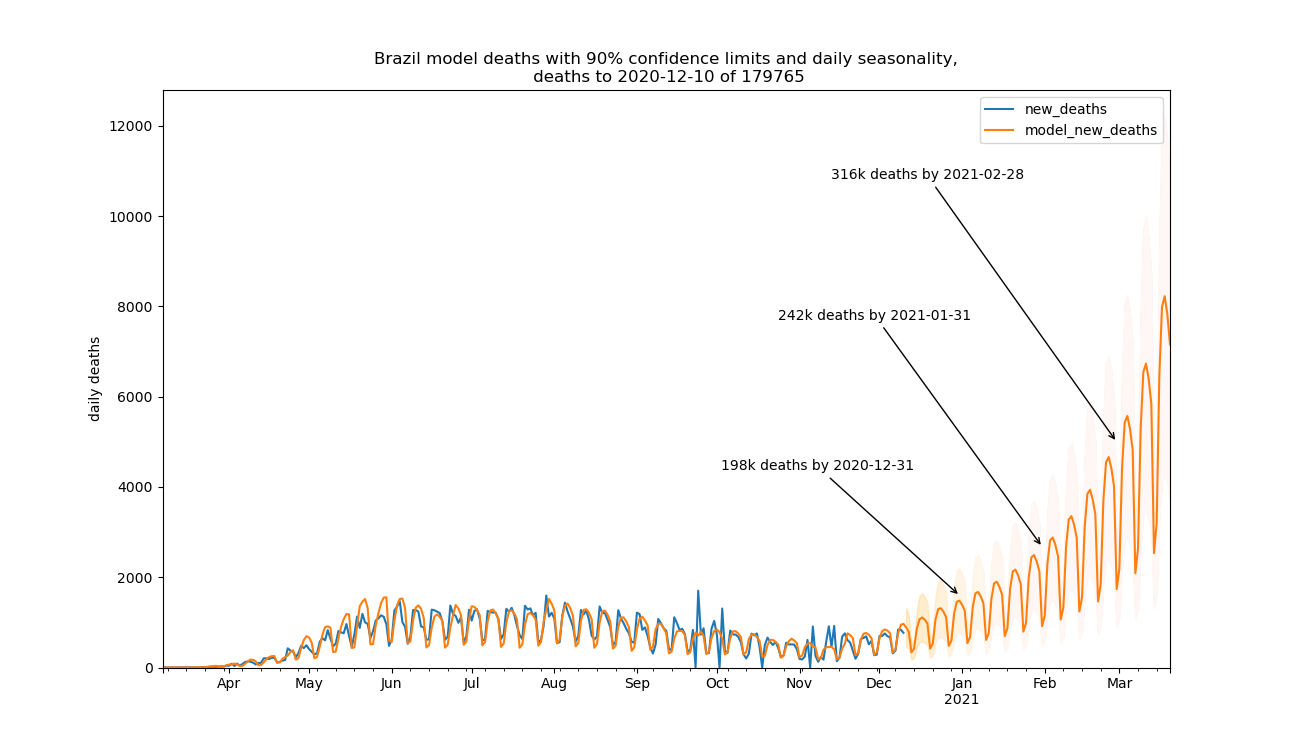 Brazil model deaths with 90% confidence limits and daily seasonality,
deaths to 2020-12-10 of 179765
new_deaths
model_new_deaths
12000
10000
8000
6000
4000
2000
0
daily deaths
316k deaths by 2021-02-28
242k deaths by 2021-01-31
198k deaths by 2020-12-31
Apr May Jun Jul Aug Sep Oct Nov Dec Jan Feb Mar
2021